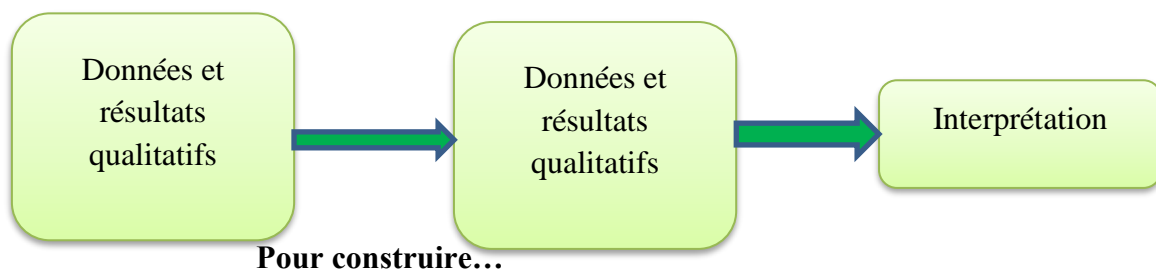 Données et
résultats
qualitatifs
Données et
résultats
qualitatifs
Interprétation
Pour construire…